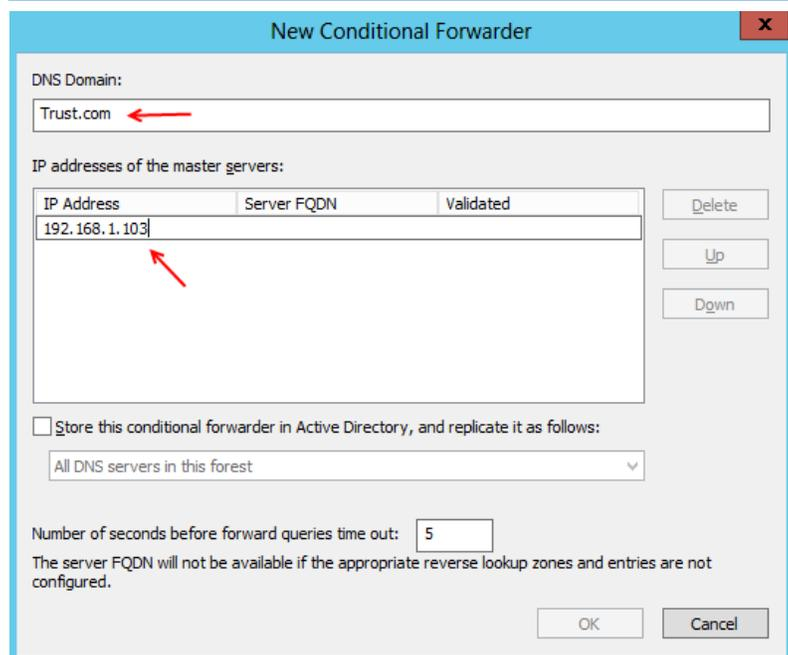 New Conditional Forwarder
x
DNS Domain:
Trust.com
IP addresses of the master servers:
IP Address Server FQDN Validated
192.168.1.103
Delete
Up
Down
Store this conditional forwarder in Active Directory, and replicate it as follows:
All DNS servers in this forest
Number of seconds before forward queries time out: 5
The server FQDN will not be available if the appropriate reverse lookup zones and entries are not
configured.
OK Cancel